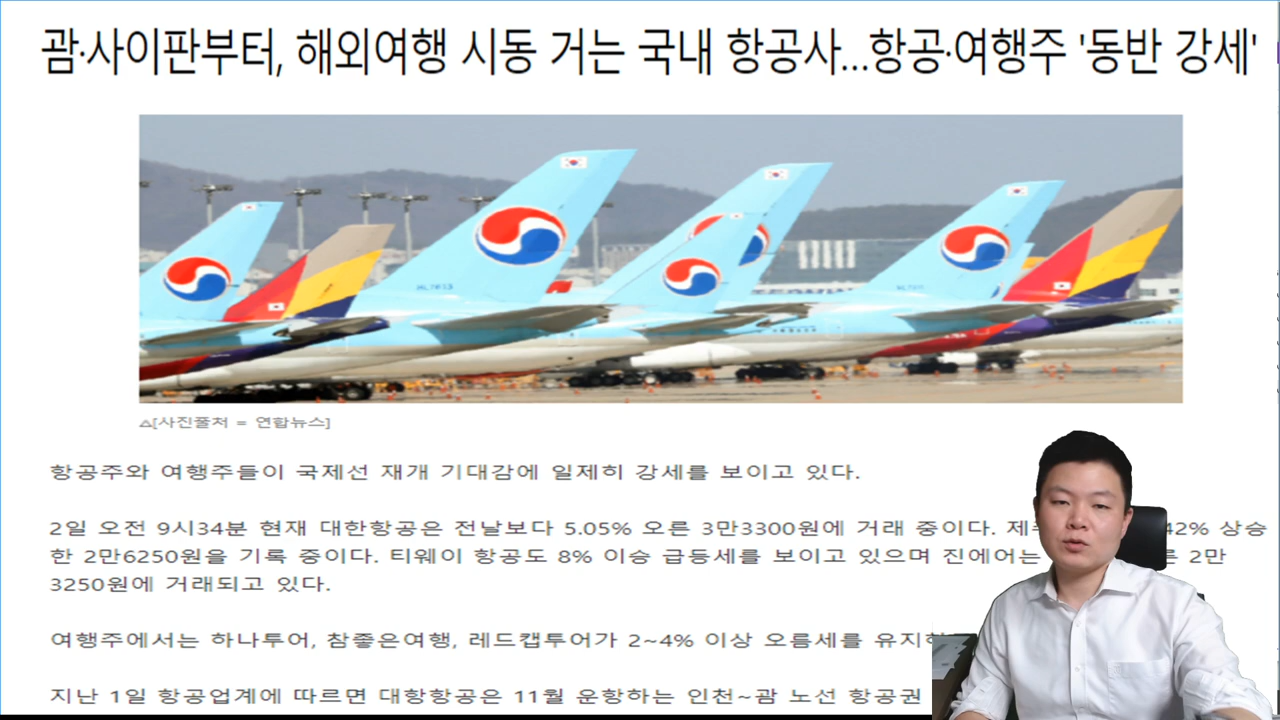 괌·사이판부터, 해외여행 시동 거는 국내 항공사...항공·여행주 '동반 강세'
△[사진출처 = 연합뉴스]
항공주와 여행주들이 국제선 재개 기대감에 일제히 강세를 보이고 있다.
2일 오전 9시34분 현재 대한항공은 전날보다 5.05% 오른 3만3300원에 거래 중이다. 42% 상승
한 2만6250원을 기록 중이다. 티웨이 항공도 8% 이승 급등세를 보이고 있으며 진에어는 2만
3250원에 거래되고 있다.
여행주에서는 하나투어, 참좋은여행, 레드캡투어가 2~4% 이상 오름세를
지난 1일 항공업계에 따르면 대항항공은 11월 운항하는 인천~괌 노선 항공권